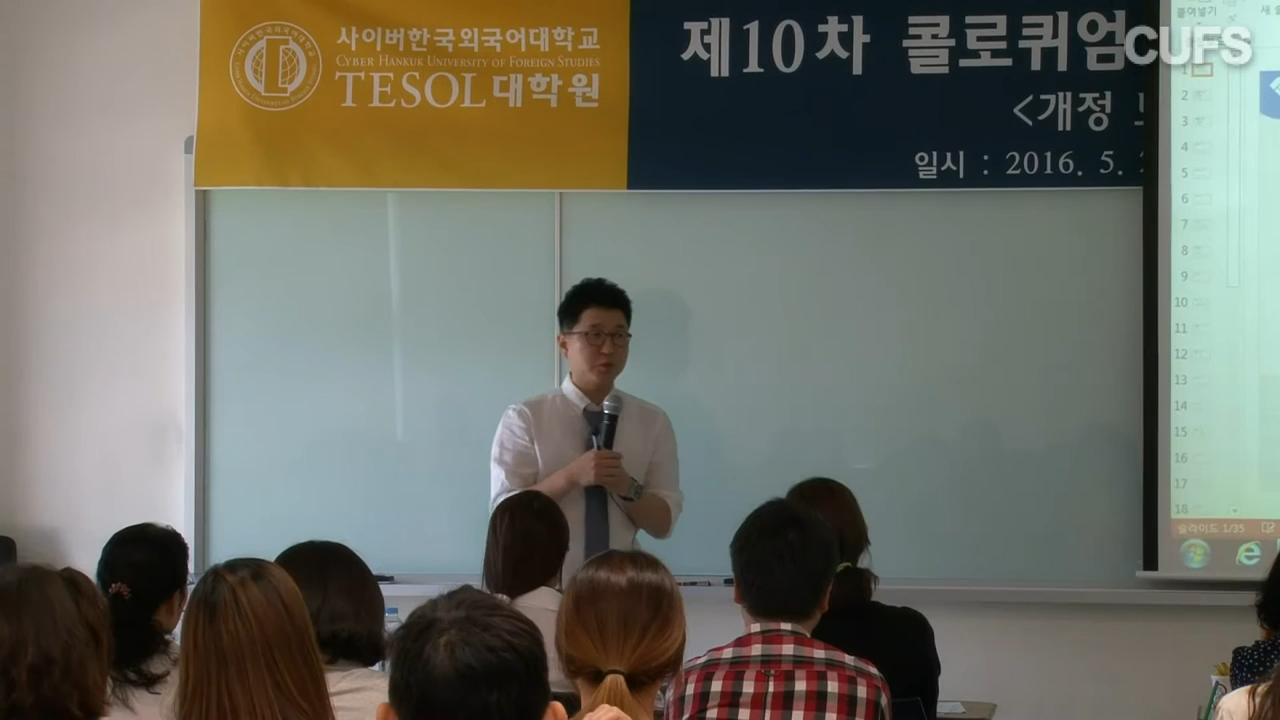 사이버한국외국어대학교
CYBER HANKUK UNIVERSITY OF FOREIGN STUDIES
TESOL 대학원
제10차 콜로퀴엄
CUFS
<개정
일시 : 2016. 5.
붙여넣기
1
2
3
4
5
6
7
8
9
10
11
12
13
14
15
16
17
18
슬라이드 1/35